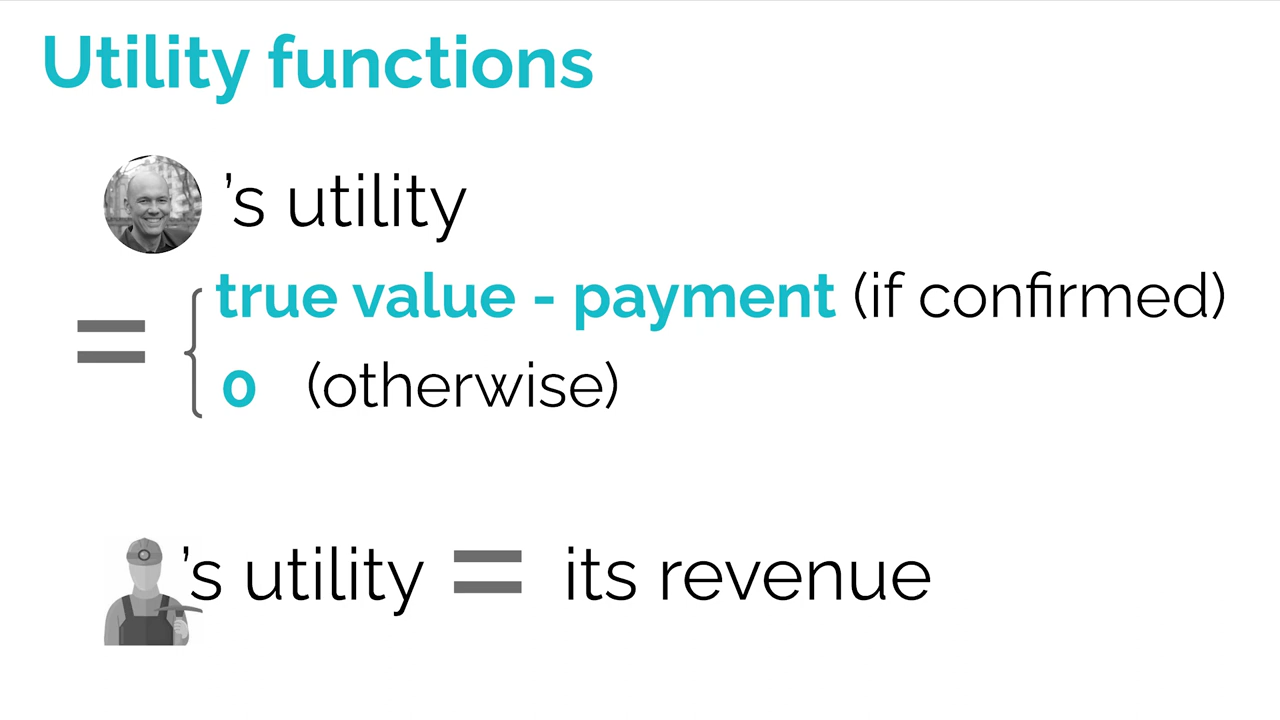 Utility functions
's utility
= { true value - payment (if confirmed)
0 (otherwise)
's utility = its revenue